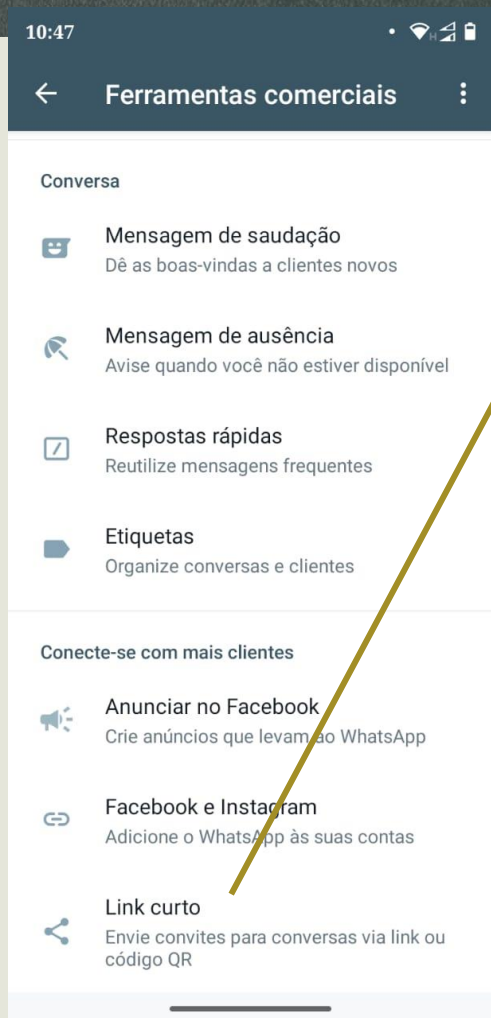 10:47
Ferramentas comerciais
Conversa
Mensagem de saudação
Dê as boas-vindas a clientes novos
Mensagem de ausência
Avise quando você não estiver disponível
Respostas rápidas
Reutilize mensagens frequentes
Etiquetas
Organize conversas e clientes
Conecte-se com mais clientes
Anunciar no Facebook
Crie anúncios que levam ao WhatsApp
Facebook e Instagram
Adicione o WhatsApp às suas contas
Link curto
Envie convites para conversas via link ou
código QR